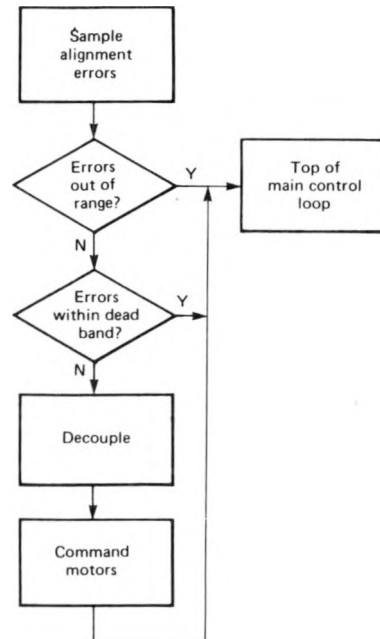 Sample
alignment
errors
Errors
out of
range?
Y
Top of
main control
loop
N
Errors
within dead
band?
Y
N
Decouple
Command
motors